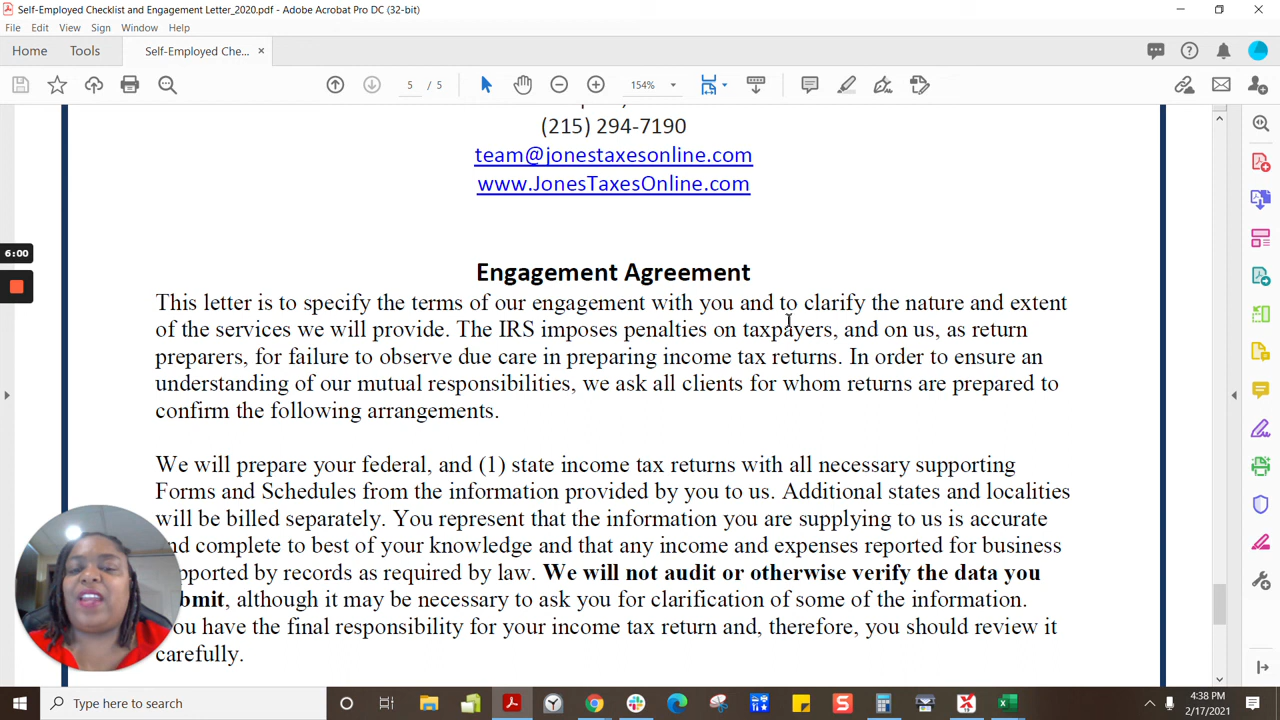 Self-Employed Checklist and Engagement Letter_2020.pdf - Adobe Acrobat Pro DC (32-bit)
File Edit View Sign Window Help
Home Tools Self-Employed Che... ×
5 / 5 154%
(215) 294-7190
team@jonestaxesonline.com
www.JonesTaxesOnline.com
6:00
Engagement Agreement
This letter is to specify the terms of our engagement with you and to clarify the nature and extent
of the services we will provide. The IRS imposes penalties on taxpayers, and on us, as return
preparers, for failure to observe due care in preparing income tax returns. In order to ensure an
understanding of our mutual responsibilities, we ask all clients for whom returns are prepared to
confirm the following arrangements.
We will prepare your federal, and (1) state income tax returns with all necessary supporting
Forms and Schedules from the information provided by you to us. Additional states and localities
will be billed separately. You represent that the information you are supplying to us is accurate
complete to best of your knowledge and that any income and expenses reported for business
by records as required by law. We will not audit or otherwise verify the data you
, although it may be necessary to ask you for clarification of some of the information.
have the final responsibility for your income tax return and, therefore, you should review it
carefully.
Type here to search
4:38 PM
2/17/2021